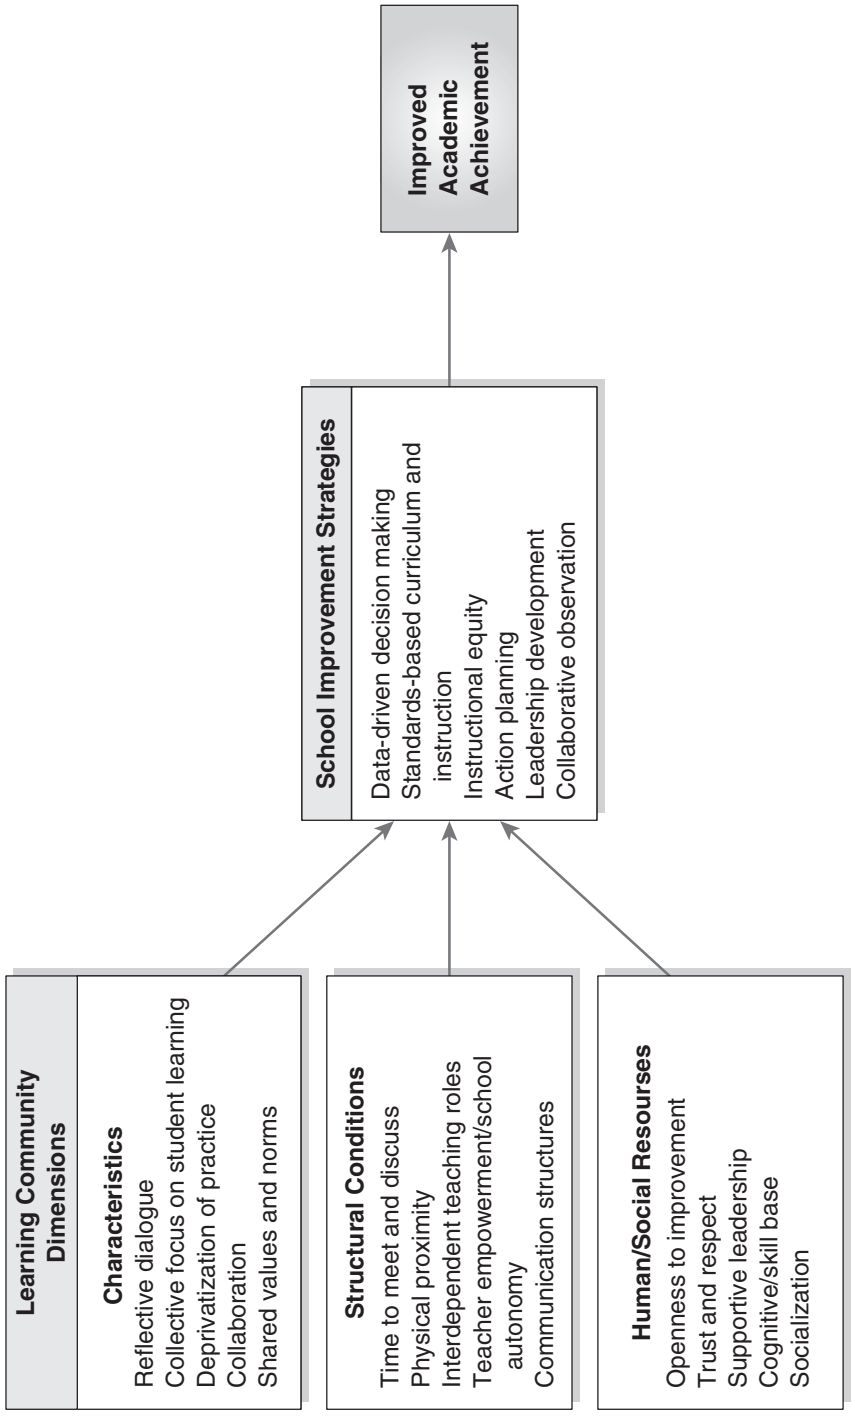 Learning Community
Dimensions
Characteristics
Reflective dialogue
Collective focus on student learning
Deprivatization of practice
Collaboration
Shared values and norms
Structural Conditions
Time to meet and discuss
Physical proximity
Interdependent teaching roles
Teacher empowerment/school
autonomy
Communication structures
Human/Social Resourses
Openness to improvement
Trust and respect
Supportive leadership
Cognitive/skill base
Socialization
School Improvement Strategies
Data-driven decision making
Standards-based curriculum and
instruction
Instructional equity
Action planning
Leadership development
Collaborative observation
Improved
Academic
Achievement